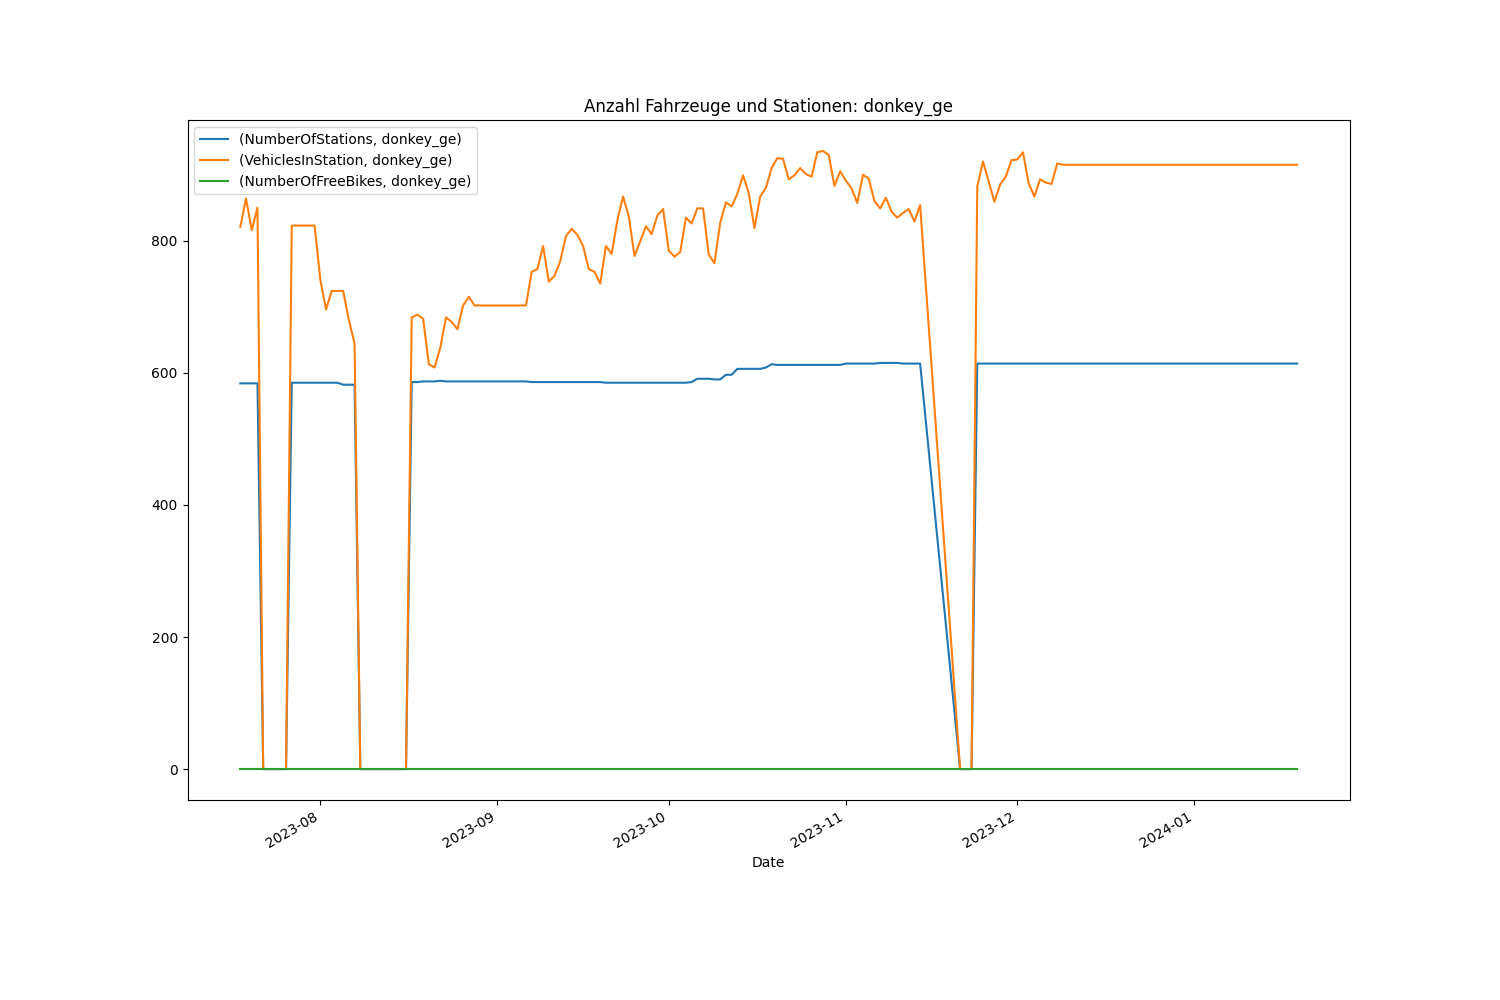 Anzahl Fahrzeuge und Stationen: donkey_ge
(NumberOfStations, donkey_ge)
(VehiclesInStation, donkey_ge)
(NumberOfFreeBikes, donkey_ge)
800
600
400
200
0
2023-08
2023-09
2023-10
2023-11
2023-12
2024-01
Date